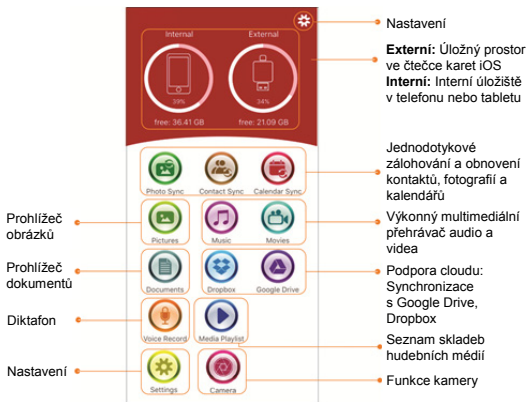 Nastavení
Externí: Úložný prostor
ve čtečce karet iOS
Interní: Interní úložiště
v telefonu nebo tabletu
Internal
External
39%
34%
free: 36.41 GB
free: 21.09 GB
Photo Sync
Contact Sync
Calendar Sync
Jednodotykové
zálohování a obnovení
kontaktů, fotografií a
kalendářů
Prohlížeč
obrázků
Pictures
Music
Movies
Výkonný multimediální
přehrávač audio a
videa
Prohlížeč
dokumentů
Documents
Dropbox
Google Drive
Podpora cloudu:
Synchronizace
s Google Drive,
Dropbox
Diktafon
Voice Record
Media Playlist
Seznam skladeb
hudebních médií
Nastavení
Settings
Camera
Funkce kamery